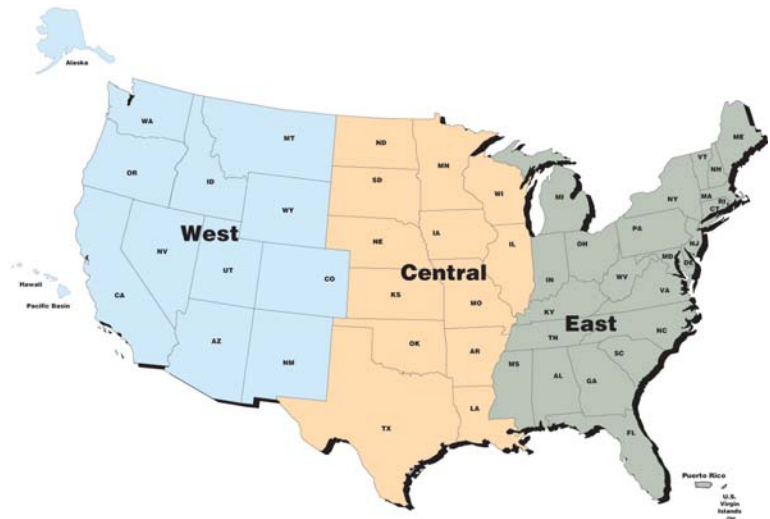 Alaska
WA
MT
ND
MN
ME
VT
NH
OR
ID
SD
WI
MI
NY
MA
RI
CT
WY
West
NE
IA
IL
PA
NJ
OH
MD
DE
NV
UT
CO
Central
IN
WV
VA
Hawaii
Pacific Basin
CA
KS
MO
KY
East
NC
TN
AZ
NM
OK
AR
SC
MS
AL
GA
LA
TX
FL
Puerto Rico
U.S.
Virgin
Islands